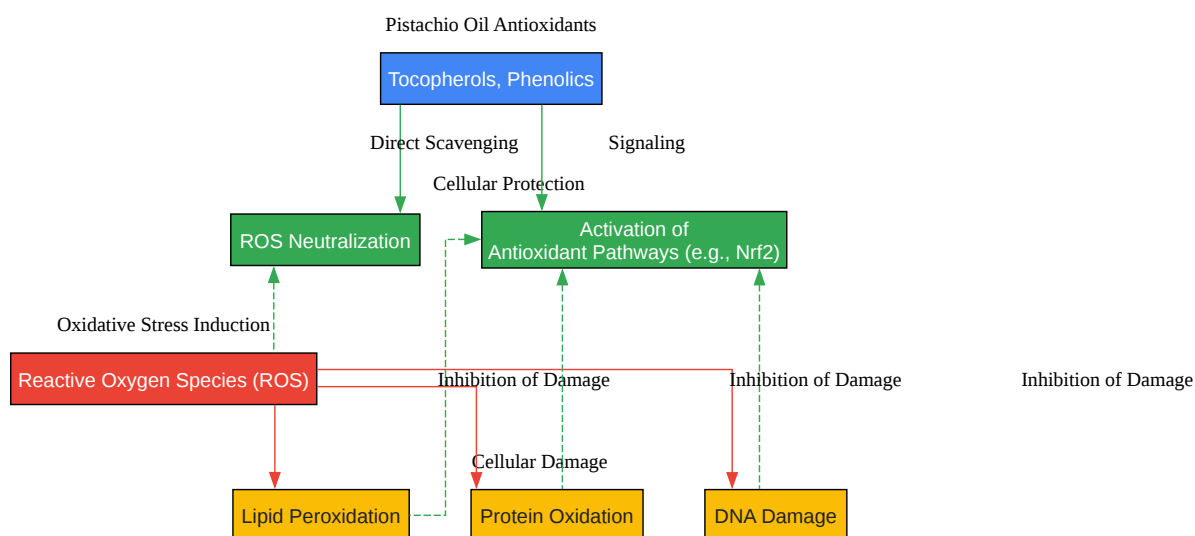 Pistachio Oil Antioxidants
Tocopherols, Phenolics
Direct Scavenging
Signaling
Cellular Protection
ROS Neutralization
Activation of
Antioxidant Pathways (e.g., Nrf2)
Oxidative Stress Induction
Reactive Oxygen Species (ROS)
Inhibition of Damage
Inhibition of Damage
Inhibition of Damage
Cellular Damage
Lipid Peroxidation
Protein Oxidation
DNA Damage